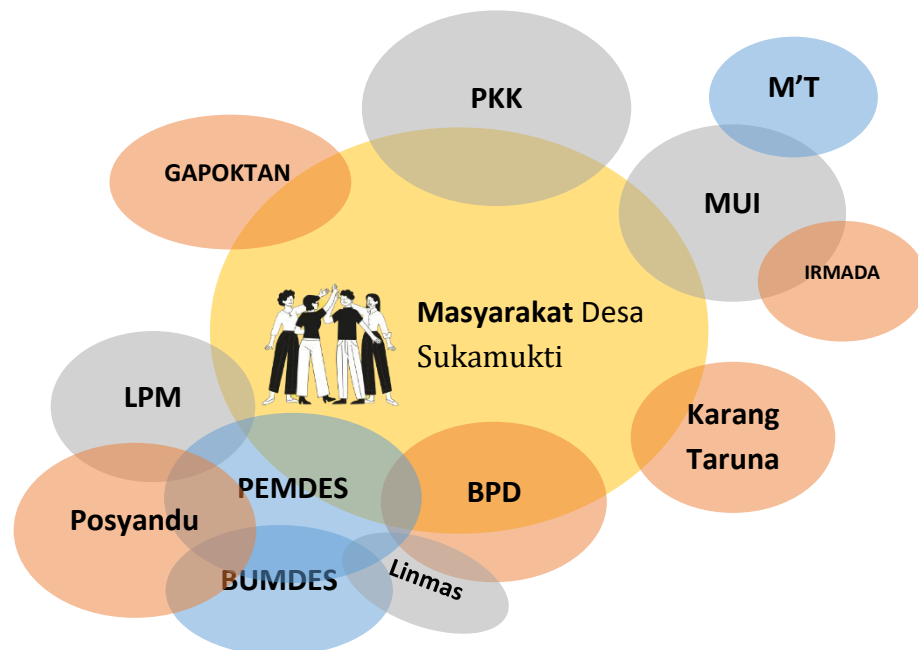 PKK
M’T
GAPOKTAN
MUI
IRMADA
Masyarakat Desa
Sukamukti
LPM
Karang
Taruna
PEMDES
BPD
Posyandu
BUMDES
Linmas